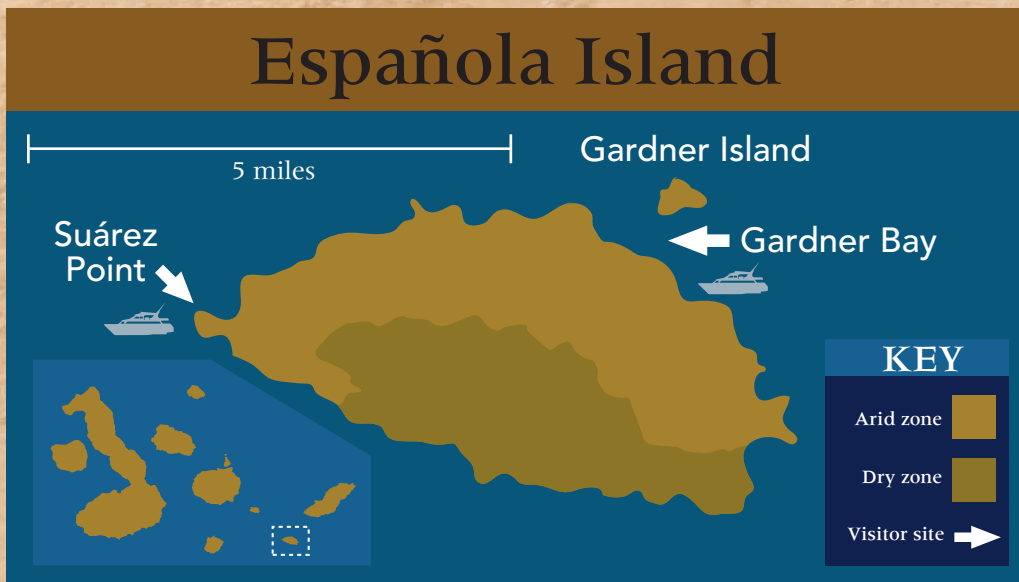 Española Island
5 miles
Gardner Island
Suárez
Point
Gardner Bay
KEY
Arid zone
Dry zone
Visitor site